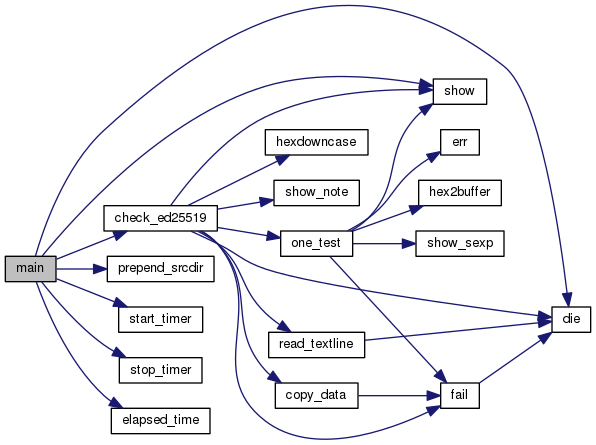 show
hexdowncase
err
show_note
hex2buffer
check_ed25519
one_test
show_sexp
main
prepend_srcdir
start_timer
die
read_textline
stop_timer
copy_data
fail
elapsed_time